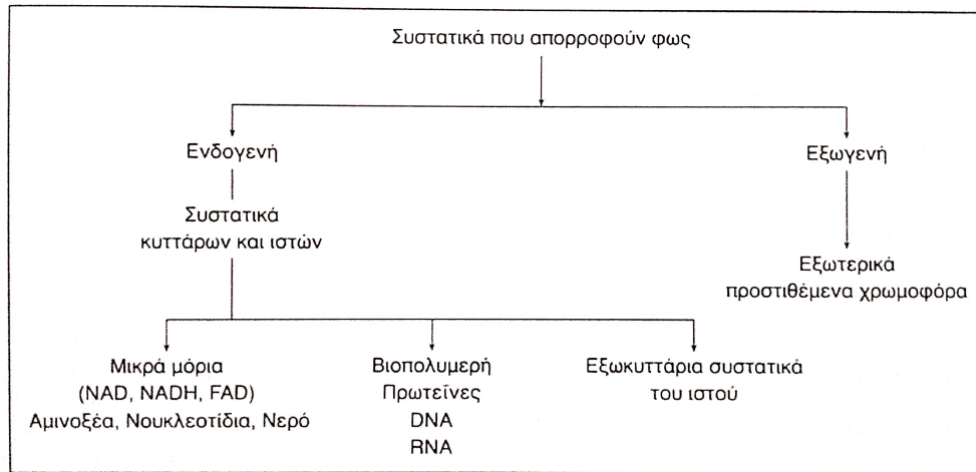 Συστατικά που απορροφούν φως
Ενδογενή
Εξωγενή
Συστατικά
κυττάρων και ιστών
Εξωτερικά
προστιθέμενα χρωμοφόρα
Μικρά μόρια
(NAD, NADH, FAD)
Αμινοξέα, Νουκλεοτίδια, Νερό
Βιοπολυμερή
Πρωτεΐνες
DNA
RNA
Εξωκυττάρια συστατικά
του ιστού